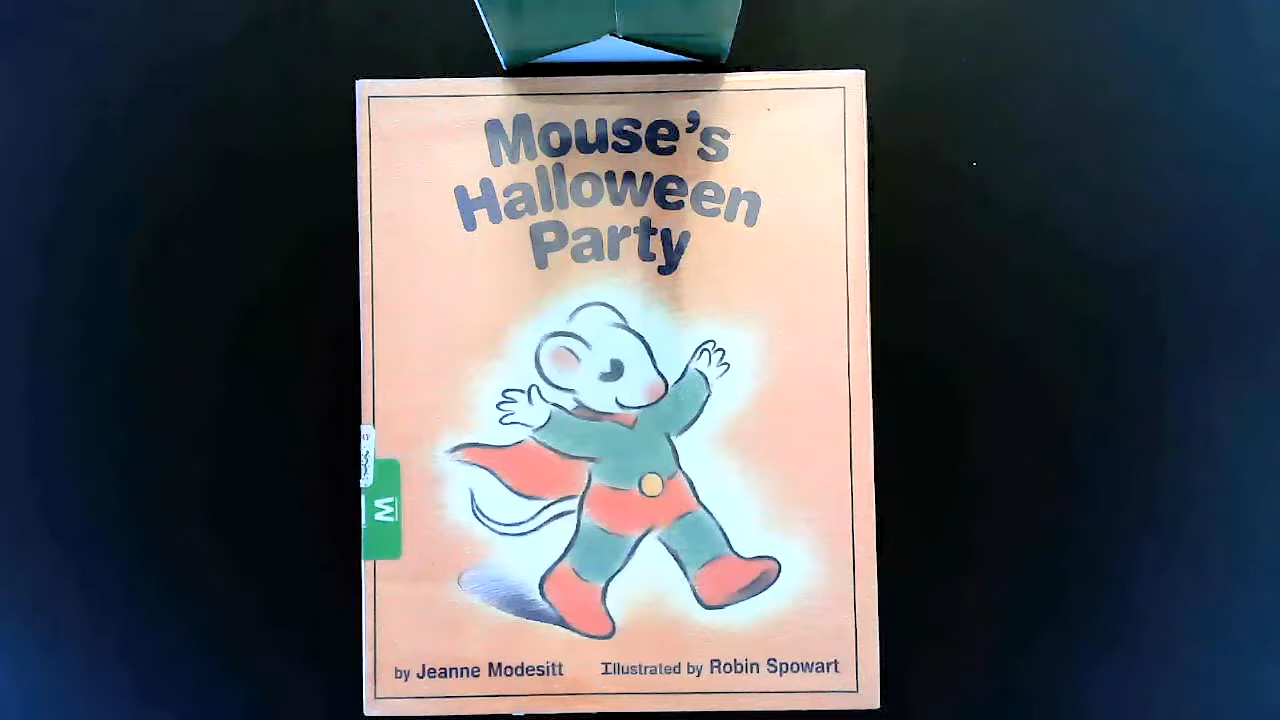 Mouse's
Halloween
Party
W
by Jeanne Modesitt
Illustrated by Robin Spowart